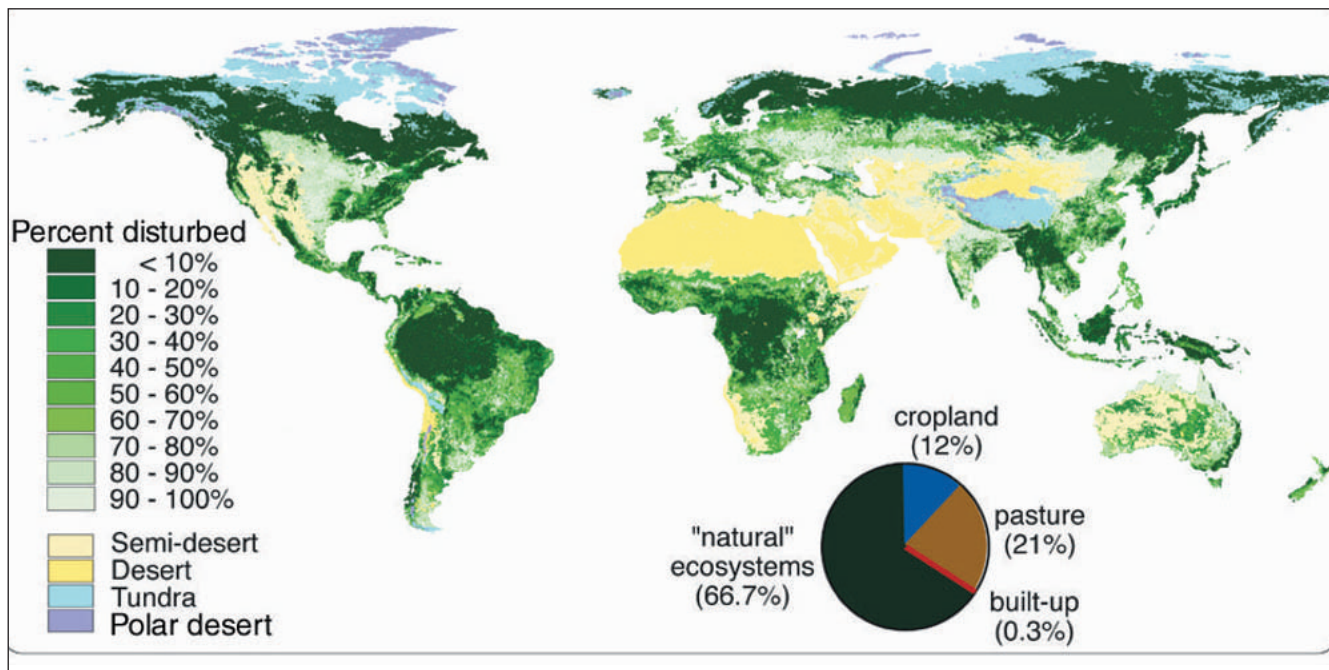 Percent disturbed
< 10%
10 - 20%
20 - 30%
30 - 40%
40 - 50%
50 - 60%
60 - 70%
70 - 80%
80 - 90%
90 - 100%
Semi-desert
Desert
Tundra
Polar desert
cropland
(12%)
pasture
(21%)
built-up
(0.3%)
"natural"
ecosystems
(66.7%)